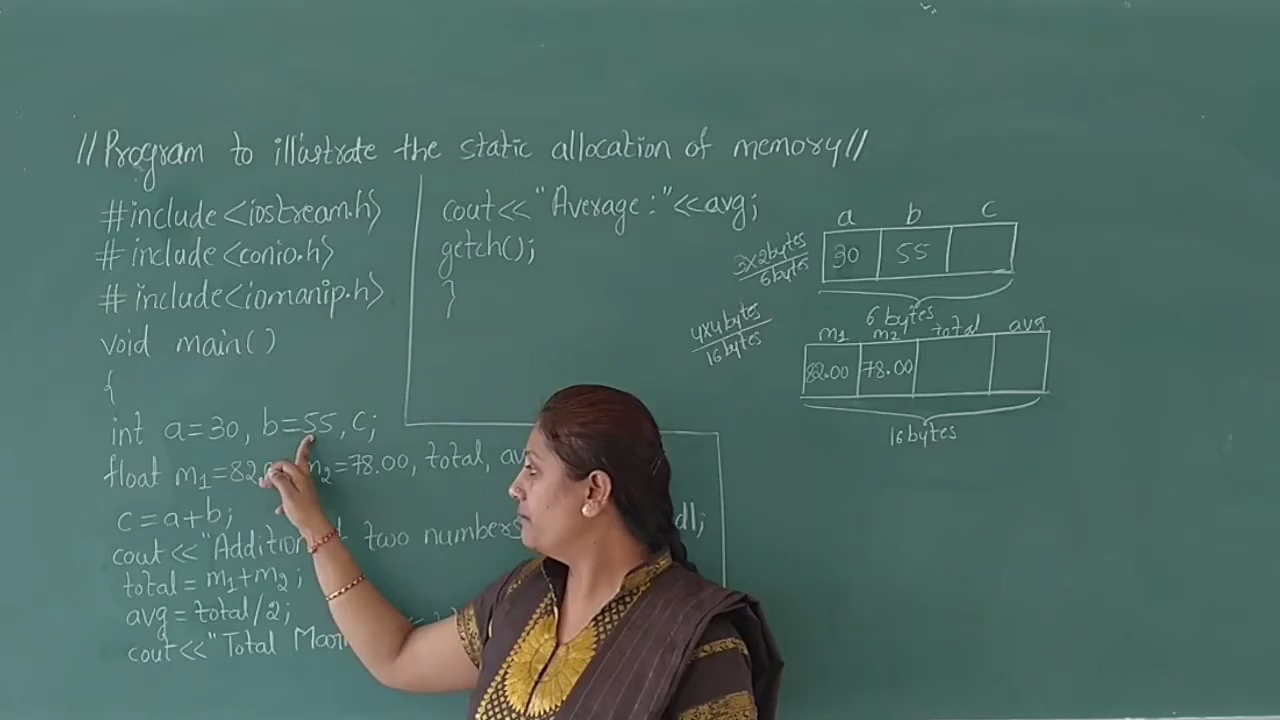 //Program to illustrate the static allocation of memory//
#include<iostream.h>
#include<conio.h>
#include<iomanip.h>
void main()
{
int a=30, b=55, c;
float m1=82. m2=78.00, total, av
c=a+b;
cout<<"Addition of two numbers dl;
total=m1+m2;
avg=total/2;
cout<<"Total Mar
cout<<"Average:"<<avg;
getch();
}
a b c
3x2bytes
6bytes
30 55
6bytes
4x4bytes
16bytes
m1 m2 total avg
82.00 78.00
16bytes